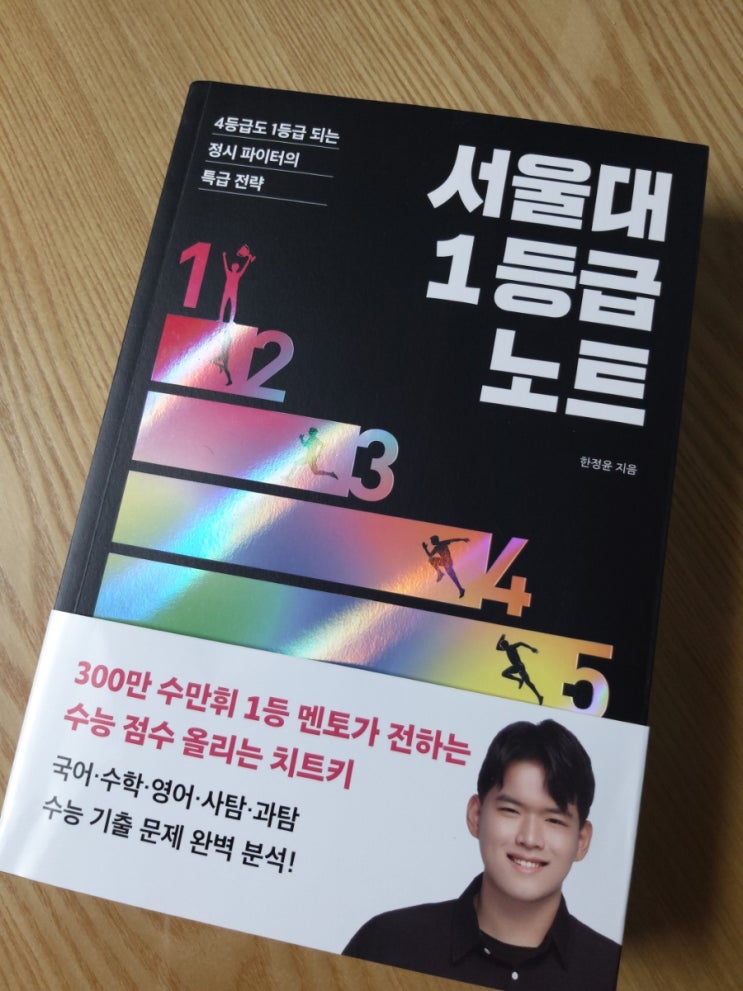 4등급도 1등급 되는
정시 파이터의
특급 전략
서울대
1등급
노트
한정윤 지음
1
2
3
4
5
300만 수만휘 1등 멘토가 전하는
수능 점수 올리는 치트키
국어·수학·영어·사탐·과탐
수능 기출 문제 완벽 분석!